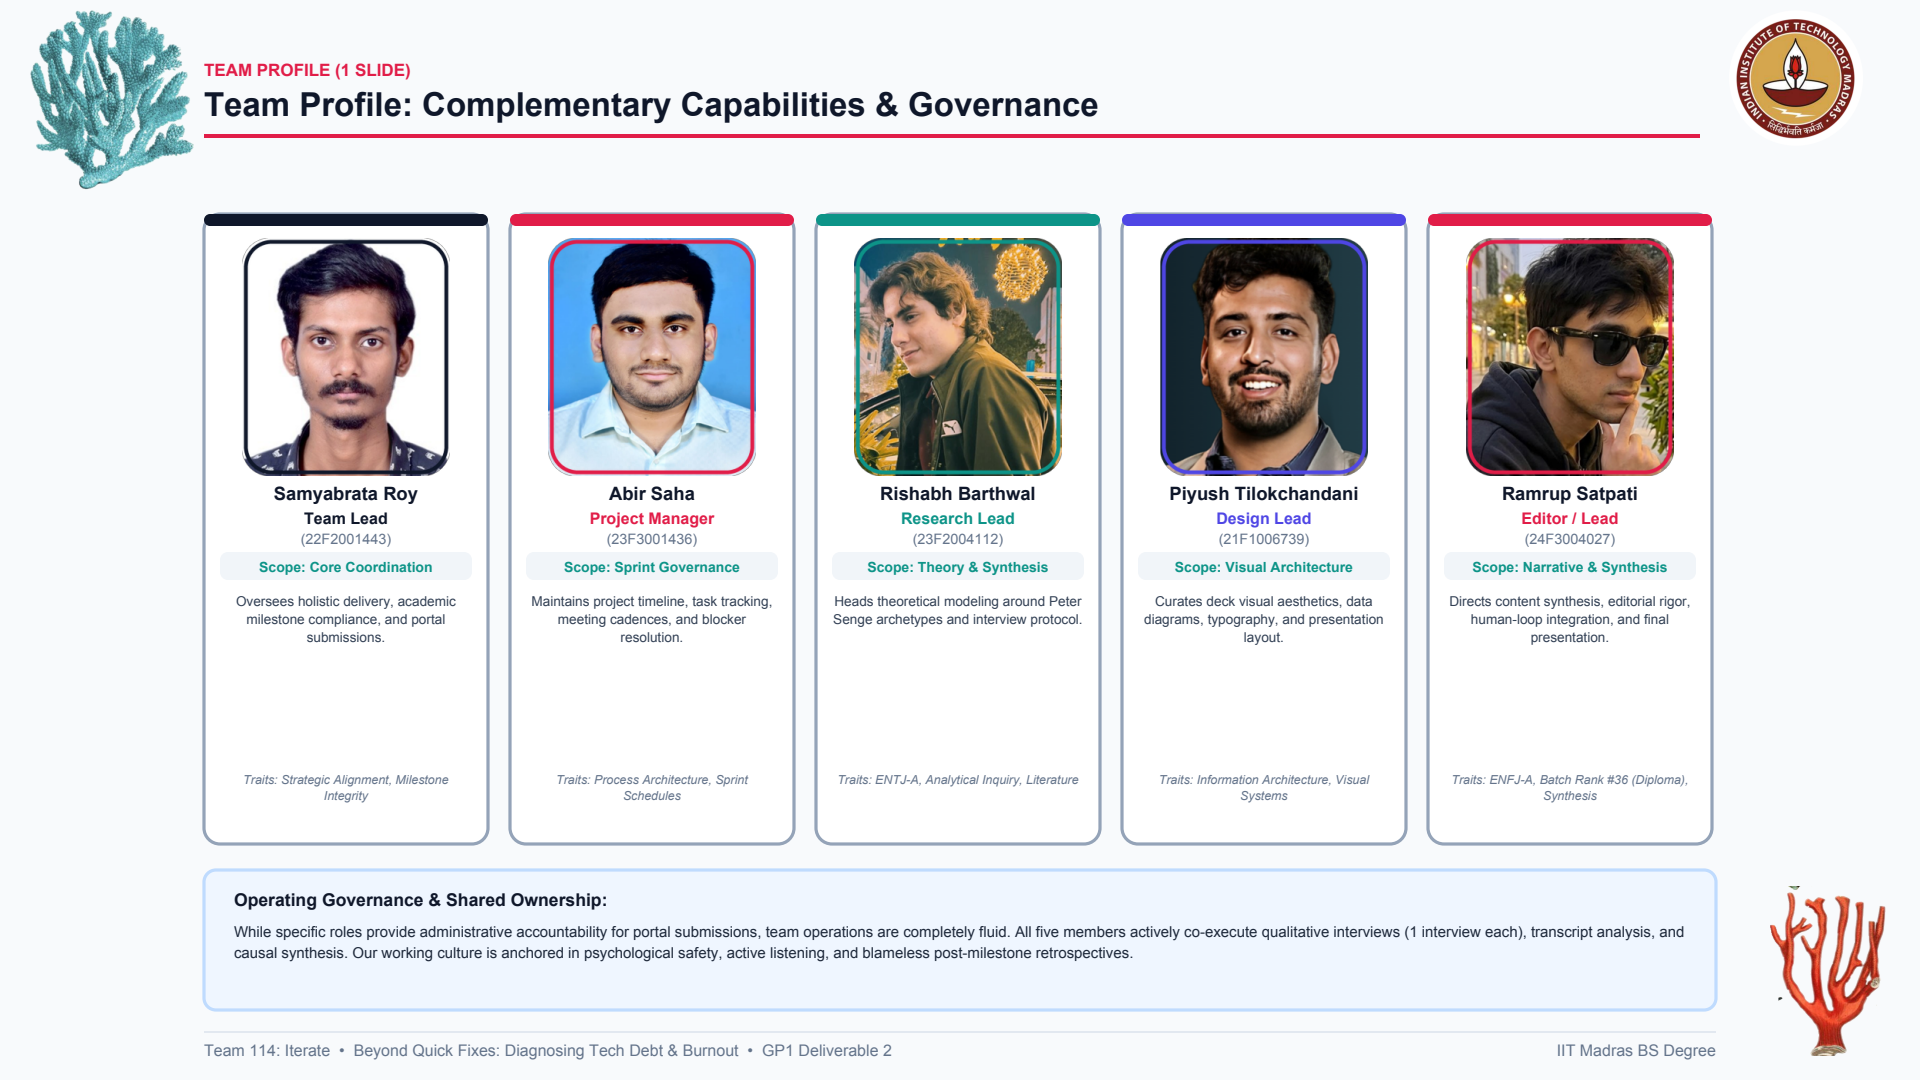 TEAM PROFILE (1 SLIDE)
Team Profile: Complementary Capabilities & Governance
INDIAN INSTITUTE OF TECHNOLOGY MADRAS
सिद्धिर्भवति कर्मजा
Samyabrata Roy
Team Lead
(22F2001443)
Scope: Core Coordination
Oversees holistic delivery, academic
milestone compliance, and portal
submissions.
Traits: Strategic Alignment, Milestone
Integrity
Abir Saha
Project Manager
(23F3001436)
Scope: Sprint Governance
Maintains project timeline, task tracking,
meeting cadences, and blocker
resolution.
Traits: Process Architecture, Sprint
Schedules
Rishabh Barthwal
Research Lead
(23F2004112)
Scope: Theory & Synthesis
Heads theoretical modeling around Peter
Senge archetypes and interview protocol.
Traits: ENTJ-A, Analytical Inquiry, Literature
Piyush Tilokchandani
Design Lead
(21F1006739)
Scope: Visual Architecture
Curates deck visual aesthetics, data
diagrams, typography, and presentation
layout.
Traits: Information Architecture, Visual
Systems
Ramrup Satpati
Editor / Lead
(24F3004027)
Scope: Narrative & Synthesis
Directs content synthesis, editorial rigor,
human-loop integration, and final
presentation.
Traits: ENFJ-A, Batch Rank #36 (Diploma),
Synthesis
Operating Governance & Shared Ownership:
While specific roles provide administrative accountability for portal submissions, team operations are completely fluid. All five members actively co-execute qualitative interviews (1 interview each), transcript analysis, and
causal synthesis. Our working culture is anchored in psychological safety, active listening, and blameless post-milestone retrospectives.
Team 114: Iterate • Beyond Quick Fixes: Diagnosing Tech Debt & Burnout • GP1 Deliverable 2
IIT Madras BS Degree